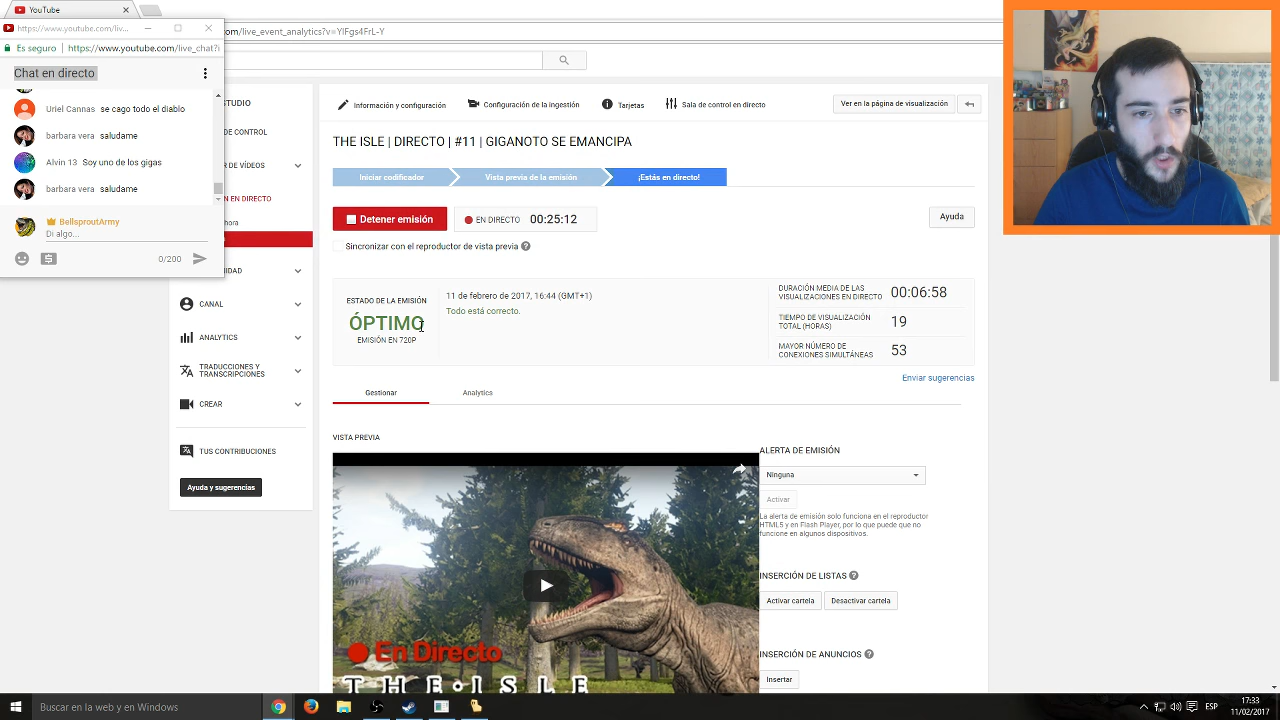 YouTube
https://www.youtube.com/liv...
Es seguro
https://www.youtube.com/live_chat?i
com/live_event_analytics?v=YlFgs4FrL-Y
Chat en directo
Uriel Cannas se cago todo el diablo
barbara vera saludame
Alvin 13 Soy uno de los gigas
barbara vera saludame
BellsproutArmy
Di algo...
0/200
STUDIO
DE CONTROL
R DE VÍDEOS
EN DIRECTO
hora
IDAD
CANAL
ANALYTICS
TRADUCCIONES Y
TRANSCRIPCIONES
CREAR
TUS CONTRIBUCIONES
Ayuda y sugerencias
Información y configuración
Configuración de la ingestión
Tarjetas
Sala de control en directo
Ver en la página de visualización
THE ISLE | DIRECTO | #11 | GIGANOTO SE EMANCIPA
Iniciar codificador
Vista previa de la emisión
¡Estás en directo!
Detener emisión
EN DIRECTO 00:25:12
Ayuda
Sincronizar con el reproductor de vista previa
ESTADO DE LA EMISIÓN
ÓPTIMO
EMISIÓN EN 720P
11 de febrero de 2017, 16:44 (GMT+1)
Todo está correcto.
DURACIÓN MEDIA DE LAS
VISUALIZACIONES EN DIRECTO
00:06:58
TIEMPO DE VISUALIZACIÓN
TOTAL (HORAS)
19
MAYOR NÚMERO DE
CONEXIONES SIMULTÁNEAS
53
Enviar sugerencias
Gestionar
Analytics
VISTA PREVIA
En Directo
THE·ISLE
ALERTA DE EMISIÓN
Ninguna
Activar
La alerta de emisión solo funciona en el reproductor
HTML5 y en Flash Player, por lo que puede que no
funcione en algunos dispositivos.
INSERCIÓN DE LISTAS
Activar cartela
Desactivar cartela
INSERCIÓN DE ANUNCIOS
Insertar
Buscar en la web y en Windows
ESP
17:33
11/02/2017